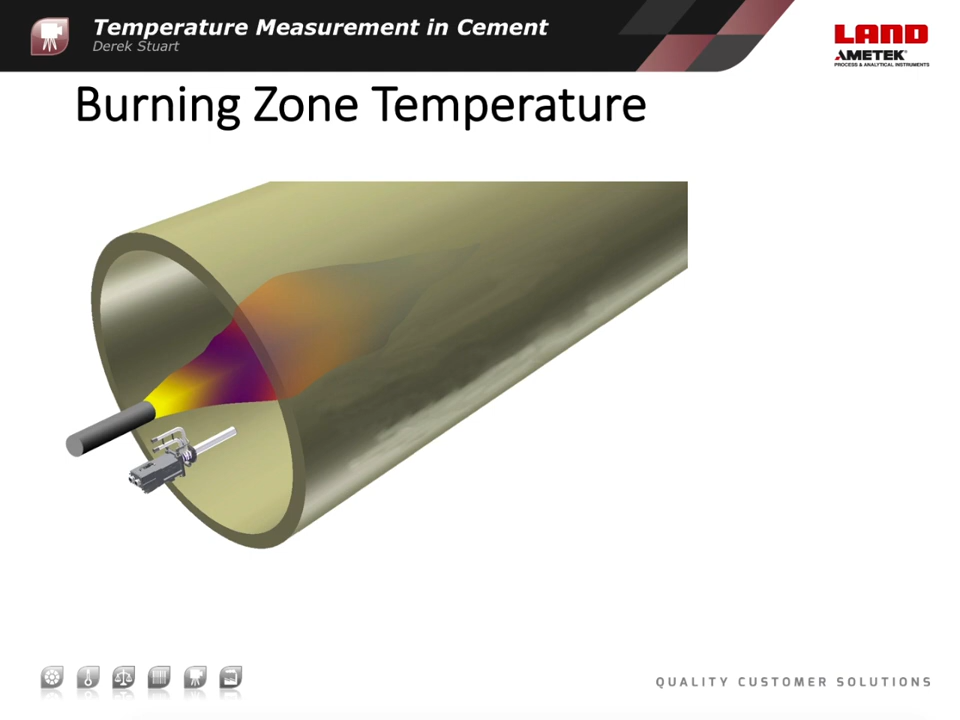 Temperature Measurement in Cement
Derek Stuart
LAND
AMETEK®
PROCESS & ANALYTICAL INSTRUMENTS
Burning Zone Temperature
QUALITY CUSTOMER SOLUTIONS